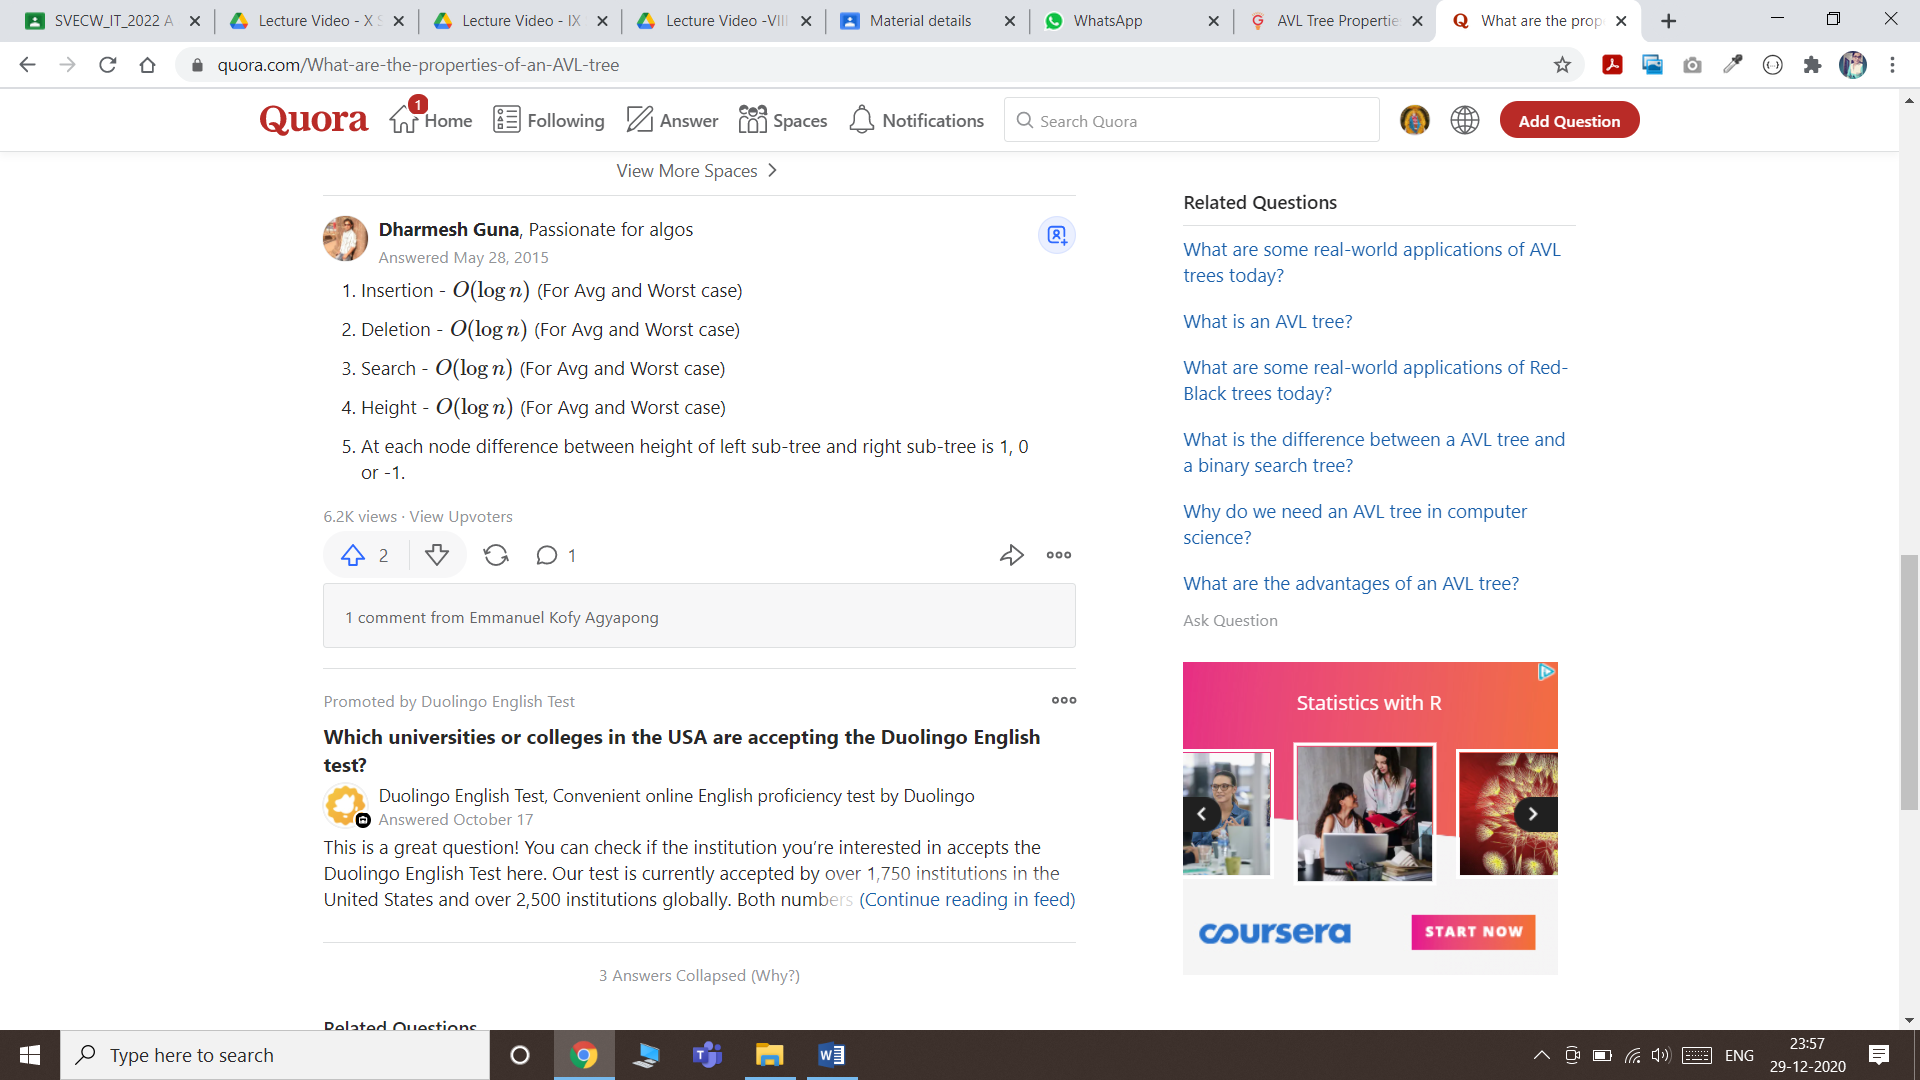 SVECW_IT_2022 A
Lecture Video - X S
Lecture Video - IX
Lecture Video -VIII
Material details
WhatsApp
AVL Tree Propertie
What are the prop
quora.com/What-are-the-properties-of-an-AVL-tree
Quora
1
Home
Following
Answer
Spaces
Notifications
Search Quora
Add Question
View More Spaces
Dharmesh Guna, Passionate for algos
Answered May 28, 2015
1. Insertion - O(log n) (For Avg and Worst case)
2. Deletion - O(log n) (For Avg and Worst case)
3. Search - O(log n) (For Avg and Worst case)
4. Height - O(log n) (For Avg and Worst case)
5. At each node difference between height of left sub-tree and right sub-tree is 1, 0
or -1.
6.2K views · View Upvoters
2
1
1 comment from Emmanuel Kofy Agyapong
Promoted by Duolingo English Test
Which universities or colleges in the USA are accepting the Duolingo English
test?
Duolingo English Test, Convenient online English proficiency test by Duolingo
Answered October 17
This is a great question! You can check if the institution you're interested in accepts the
Duolingo English Test here. Our test is currently accepted by over 1,750 institutions in the
United States and over 2,500 institutions globally. Both numbers (Continue reading in feed)
3 Answers Collapsed (Why?)
Related Questions
Related Questions
What are some real-world applications of AVL
trees today?
What is an AVL tree?
What are some real-world applications of Red-
Black trees today?
What is the difference between a AVL tree and
a binary search tree?
Why do we need an AVL tree in computer
science?
What are the advantages of an AVL tree?
Ask Question
Statistics with R
coursera
START NOW
Type here to search
ENG
23:57
29-12-2020